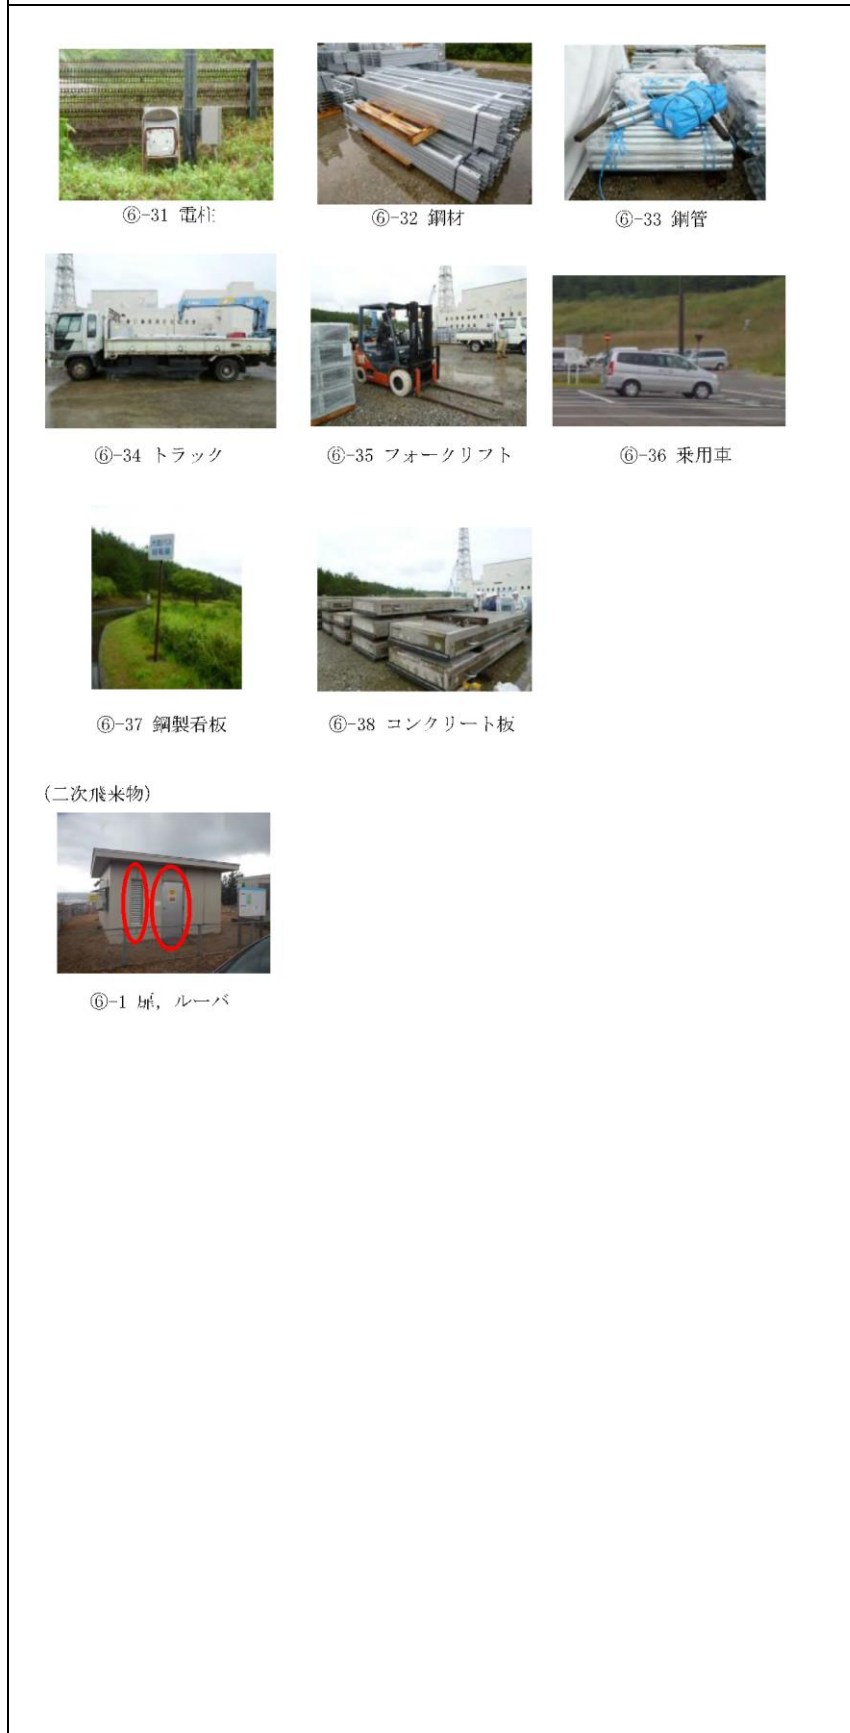 ⑥-31 電柱
⑥-32 鋼材
⑥-33 鋼管
⑥-34 トラック
⑥-35 フォークリフト
⑥-36 乗用車
⑥-37 鋼製看板
⑥-38 コンクリート板
(二次飛来物)
⑥-1 扉，ルーバ